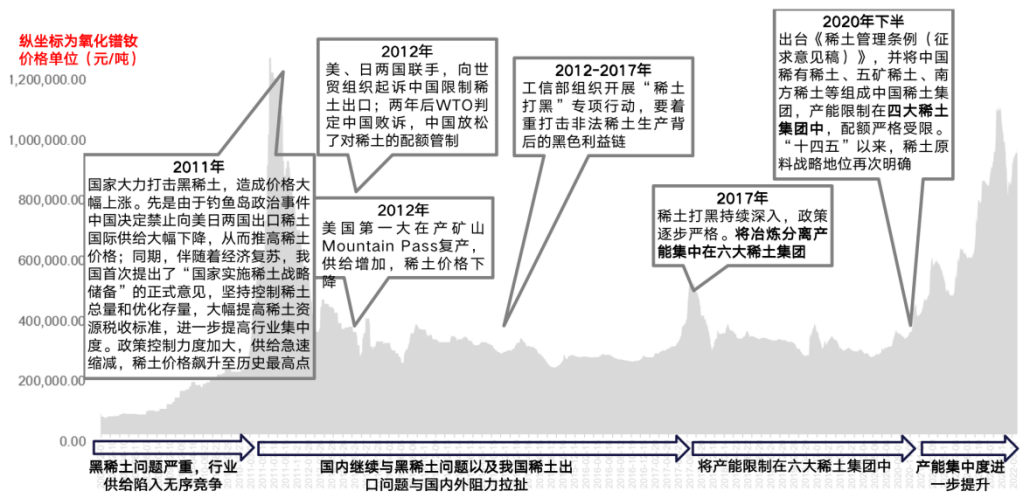 纵坐标为氧化镨钕
价格单位（元/吨）
1,200,000.00
1,000,000.00
800,000.00
600,000.00
400,000.00
200,000.00
0.00
2011年
国家大力打击黑稀土，造成价格大
幅上涨。先是由于钓鱼岛政治事件
中国决定禁止向美日两国出口稀土
国际供给大幅下降，从而推高稀土
价格；同期，伴随着经济复苏，我
国首次提出了“国家实施稀土战略
储备”的正式意见，坚持控制稀土
总量和优化存量，大幅提高稀土资
源税收标准，进一步提高行业集中
度。政策控制力度加大，供给急速
缩减，稀土价格飙升至历史最高点
2012年
美、日两国联手，向世
贸组织起诉中国限制稀
土出口；两年后WTO判
定中国败诉，中国放松
了对稀土的配额管制
2012年
美国第一大在产矿山
Mountain Pass复产，
供给增加，稀土价格下
降
2012-2017年
工信部组织开展“稀土
打黑”专项行动，要着
重打击非法稀土生产背
后的黑色利益链
2017年
稀土打黑持续深入，政策
逐步严格。将冶炼分离产
能集中在六大稀土集团
2020年下半
出台《稀土管理条例（征
求意见稿）》，并将中国
稀有稀土、五矿稀土、南
方稀土等组成中国稀土集
团，产能限制在四大稀土
集团中，配额严格受限。
“十四五”以来，稀土原
料战略地位再次明确
黑稀土问题严重，行业
供给陷入无序竞争
国内继续与黑稀土问题以及我国稀土出
口问题与国内外阻力拉扯
将产能限制在六大稀土集团中
产能集中度进
一步提升